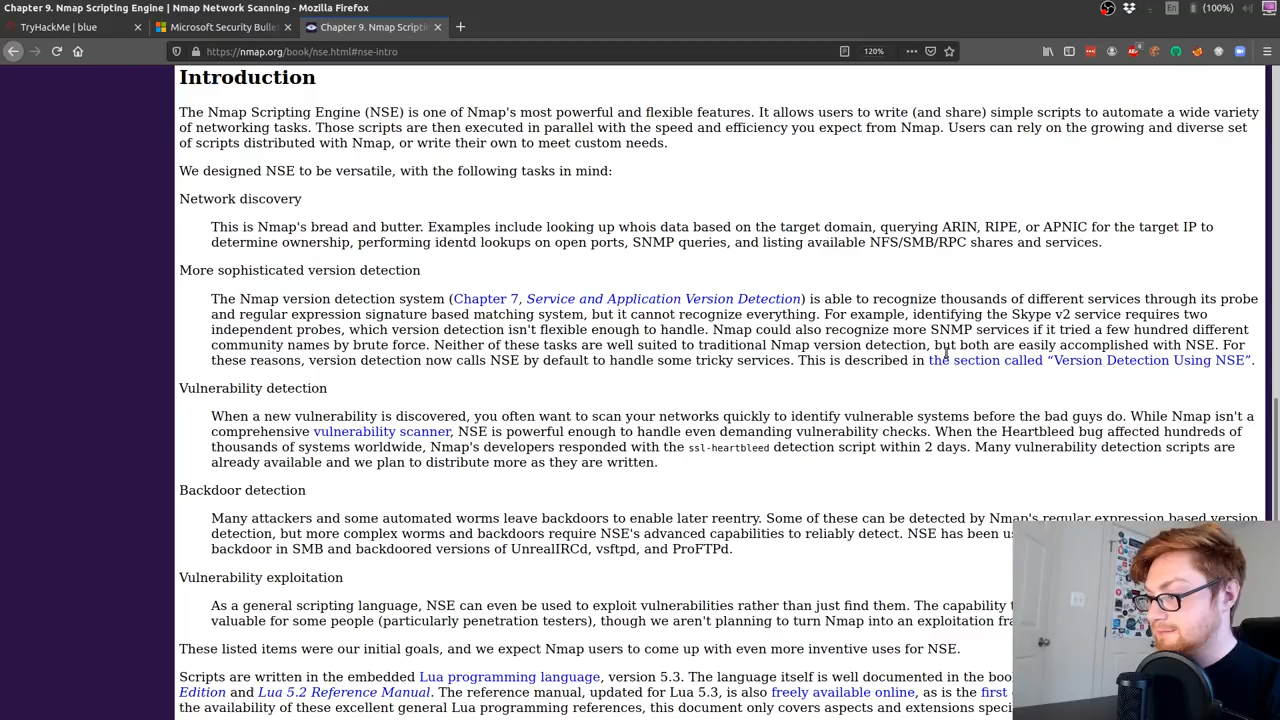 Chapter 9. Nmap Scripting Engine | Nmap Network Scanning - Mozilla Firefox
En
(100%)
TryHackMe | blue
Microsoft Security Bulle
Chapter 9. Nmap Scripti
https://nmap.org/book/nse.html#nse-intro
120%
Introduction
The Nmap Scripting Engine (NSE) is one of Nmap's most powerful and flexible features. It allows users to write (and share) simple scripts to automate a wide variety
of networking tasks. Those scripts are then executed in parallel with the speed and efficiency you expect from Nmap. Users can rely on the growing and diverse set
of scripts distributed with Nmap, or write their own to meet custom needs.
We designed NSE to be versatile, with the following tasks in mind:
Network discovery
This is Nmap's bread and butter. Examples include looking up whois data based on the target domain, querying ARIN, RIPE, or APNIC for the target IP to
determine ownership, performing identd lookups on open ports, SNMP queries, and listing available NFS/SMB/RPC shares and services.
More sophisticated version detection
The Nmap version detection system (Chapter 7, Service and Application Version Detection) is able to recognize thousands of different services through its probe
and regular expression signature based matching system, but it cannot recognize everything. For example, identifying the Skype v2 service requires two
independent probes, which version detection isn't flexible enough to handle. Nmap could also recognize more SNMP services if it tried a few hundred different
community names by brute force. Neither of these tasks are well suited to traditional Nmap version detection, but both are easily accomplished with NSE. For
these reasons, version detection now calls NSE by default to handle some tricky services. This is described in the section called “Version Detection Using NSE”.
Vulnerability detection
When a new vulnerability is discovered, you often want to scan your networks quickly to identify vulnerable systems before the bad guys do. While Nmap isn't a
comprehensive vulnerability scanner, NSE is powerful enough to handle even demanding vulnerability checks. When the Heartbleed bug affected hundreds of
thousands of systems worldwide, Nmap's developers responded with the ssl-heartbleed detection script within 2 days. Many vulnerability detection scripts are
already available and we plan to distribute more as they are written.
Backdoor detection
Many attackers and some automated worms leave backdoors to enable later reentry. Some of these can be detected by Nmap's regular expression based version
detection, but more complex worms and backdoors require NSE's advanced capabilities to reliably detect. NSE has been
backdoor in SMB and backdoored versions of UnrealIRCd, vsftpd, and ProFTPd.
Vulnerability exploitation
As a general scripting language, NSE can even be used to exploit vulnerabilities rather than just find them. The capability
valuable for some people (particularly penetration testers), though we aren't planning to turn Nmap into an exploitation
These listed items were our initial goals, and we expect Nmap users to come up with even more inventive uses for NSE.
Scripts are written in the embedded Lua programming language, version 5.3. The language itself is well documented in the
Edition and Lua 5.2 Reference Manual. The reference manual, updated for Lua 5.3, is also freely available online, as is the first
the availability of these excellent general Lua programming references, this document only covers aspects and extensions